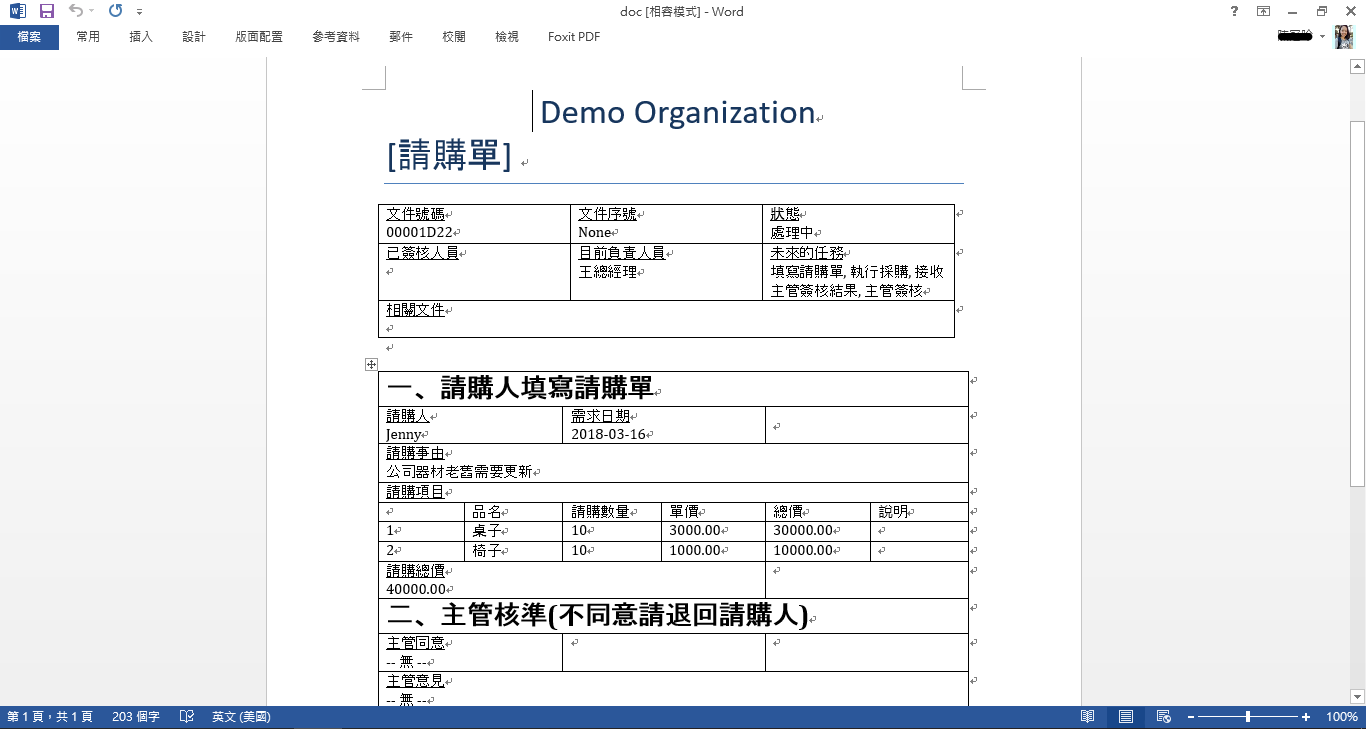 doc [相容模式] - Word
檔案 常用 插入 設計 版面配置 參考資料 郵件 校閱 檢視 Foxit PDF
Demo Organization
[請購單]
文件號碼 文件序號 狀態
00001D22 None 處理中
已簽核人員 目前負責人員 未來的任務
王總經理 填寫請購單, 執行採購, 接收
主管簽核結果, 主管簽核
相關文件
一、請購人填寫請購單
請購人 需求日期
Jenny 2018-03-16
請購事由
公司器材老舊需要更新
請購項目
品名 請購數量 單價 總價 說明
1 桌子 10 3000.00 30000.00
2 椅子 10 1000.00 10000.00
請購總價
40000.00
二、主管核準(不同意請退回請購人)
主管同意
-- 無 --
主管意見
-- 無 --
第 1 頁，共 1 頁 203 個字 英文 (美國) 100%